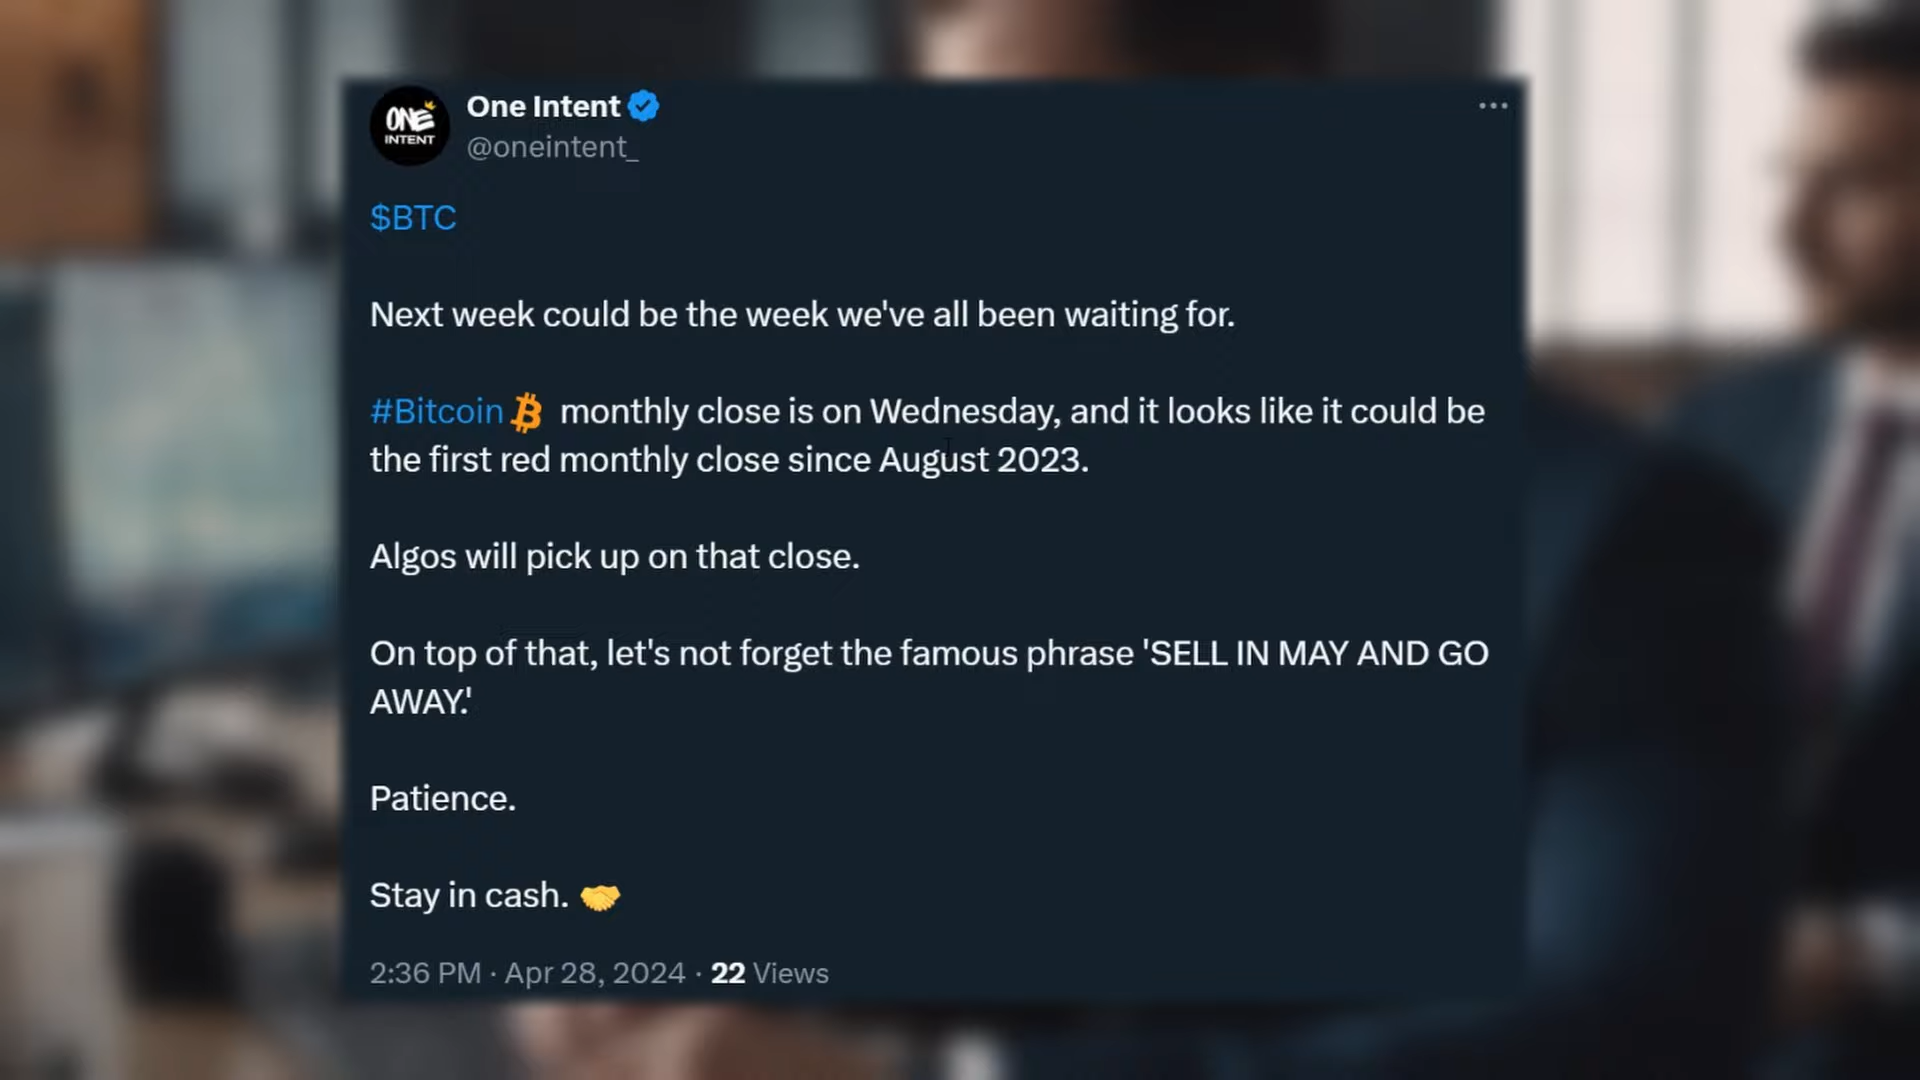 ONE
INTENT
One Intent
@oneintent_
$BTC
Next week could be the week we've all been waiting for.
#Bitcoin monthly close is on Wednesday, and it looks like it could be
the first red monthly close since August 2023.
Algos will pick up on that close.
On top of that, let's not forget the famous phrase 'SELL IN MAY AND GO
AWAY.'
Patience.
Stay in cash. 🤝
2:36 PM · Apr 28, 2024 · 22 Views